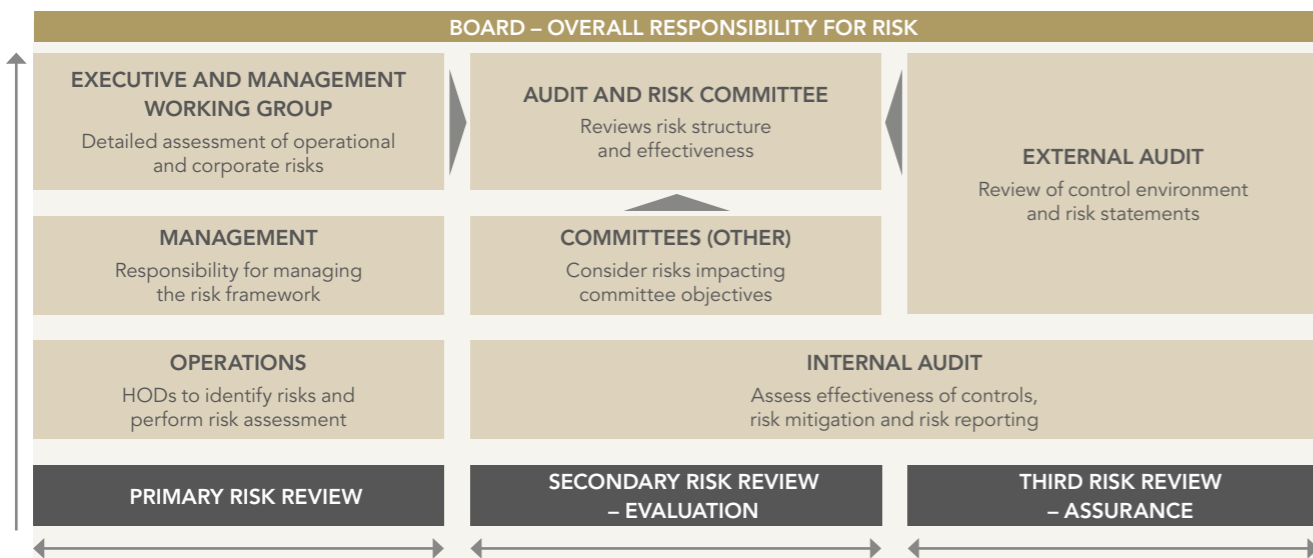 BOARD – OVERALL RESPONSIBILITY FOR RISK
EXECUTIVE AND MANAGEMENT
WORKING GROUP
Detailed assessment of operational
and corporate risks
AUDIT AND RISK COMMITTEE
Reviews risk structure
and effectiveness
EXTERNAL AUDIT
Review of control environment
and risk statements
MANAGEMENT
Responsibility for managing
the risk framework
COMMITTEES (OTHER)
Consider risks impacting
committee objectives
OPERATIONS
HODs to identify risks and
perform risk assessment
INTERNAL AUDIT
Assess effectiveness of controls,
risk mitigation and risk reporting
PRIMARY RISK REVIEW
SECONDARY RISK REVIEW
– EVALUATION
THIRD RISK REVIEW
– ASSURANCE